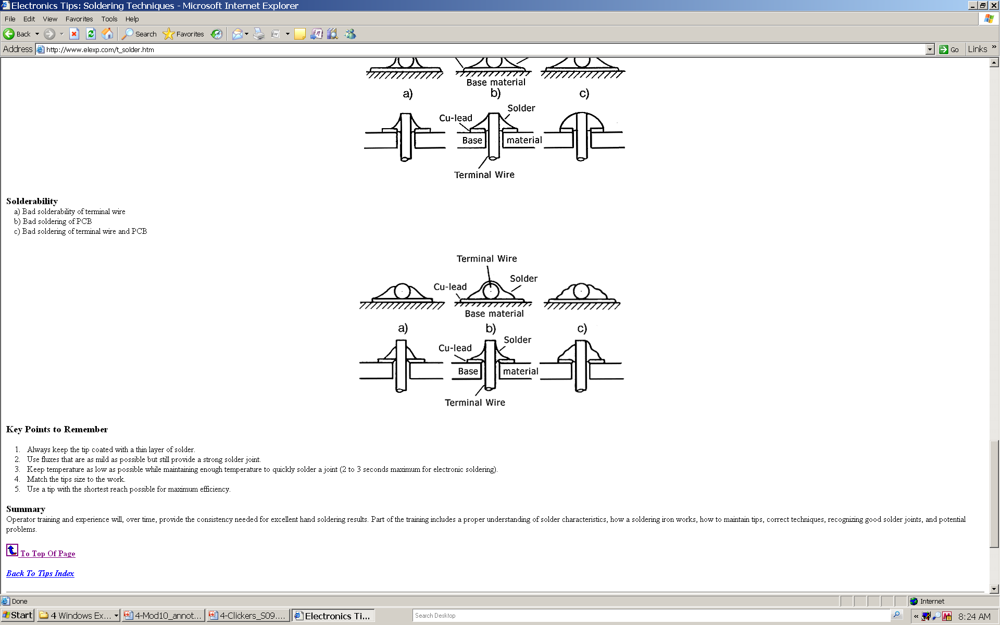 Electronics Tips: Soldering Techniques - Microsoft Internet Explorer
File Edit View Favorites Tools Help
Back Search Favorites
Address http://www.elexp.com/t_solder.htm Go Links »
Base material
a) b) c)
Solder
Cu-lead
Base material
Terminal Wire
Solderability
a) Bad solderability of terminal wire
b) Bad soldering of PCB
c) Bad soldering of terminal wire and PCB
Terminal Wire
Solder
Cu-lead
Base material
a) b) c)
Solder
Cu-lead
Base material
Terminal Wire
Key Points to Remember
1. Always keep the tip coated with a thin layer of solder.
2. Use fluxes that are as mild as possible but still provide a strong solder joint.
3. Keep temperature as low as possible while maintaining enough temperature to quickly solder a joint (2 to 3 seconds maximum for electronic soldering).
4. Match the tips size to the work.
5. Use a tip with the shortest reach possible for maximum efficiency.
Summary
Operator training and experience will, over time, provide the consistency needed for excellent hand soldering results. Part of the training includes a proper understanding of solder characteristics, how a soldering iron works, how to maintain tips, correct techniques, recognizing good solder joints, and potential
problems.
To Top Of Page
Back To Tips Index
Done Internet
Start 4 Windows Ex... 4-Mod10_annot... 4-Clickers_S09.... Electronics Ti... Search Desktop « 8:24 AM